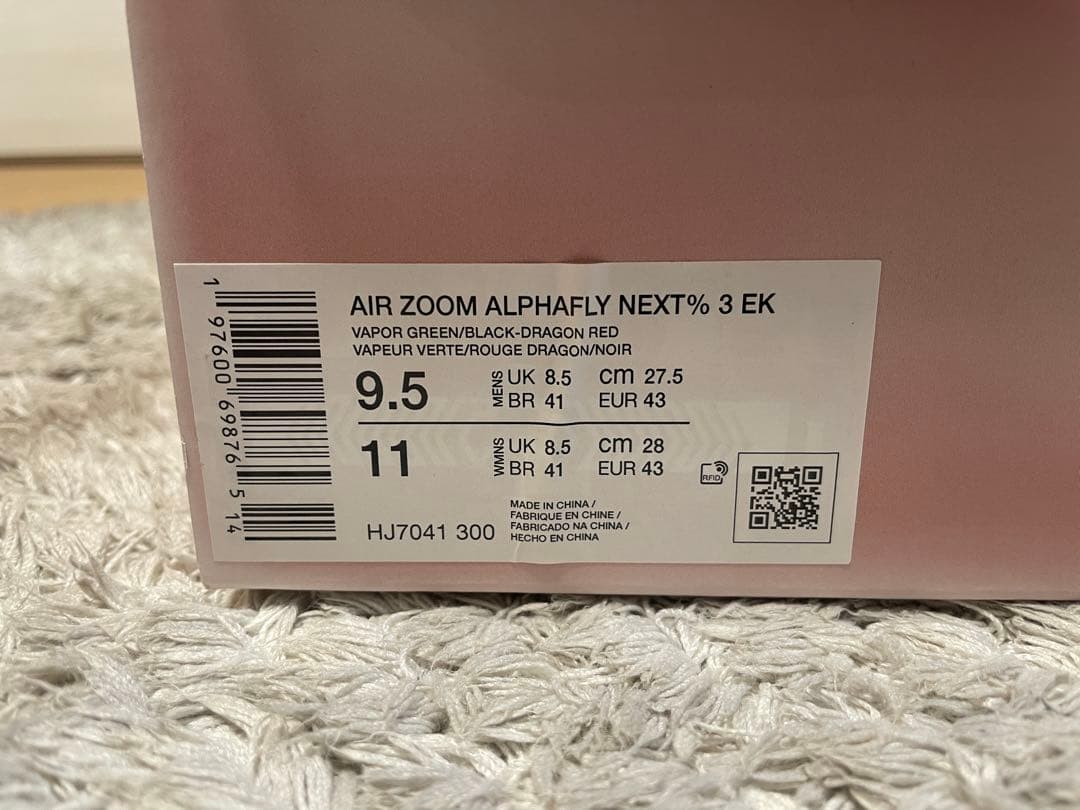 AIR ZOOM ALPHAFLY NEXT% 3 EK
VAPOR GREEN/BLACK-DRAGON RED
VAPEUR VERTE/ROUGE DRAGON/NOIR
9.5 MENS UK 8.5 cm 27.5
BR 41 EUR 43
11 WMNS UK 8.5 cm 28
BR 41 EUR 43
RFID
HJ7041 300
MADE IN CHINA /
FABRIQUE EN CHINE /
FABRICADO NA CHINA /
HECHO EN CHINA
1 97600 69876 5 14